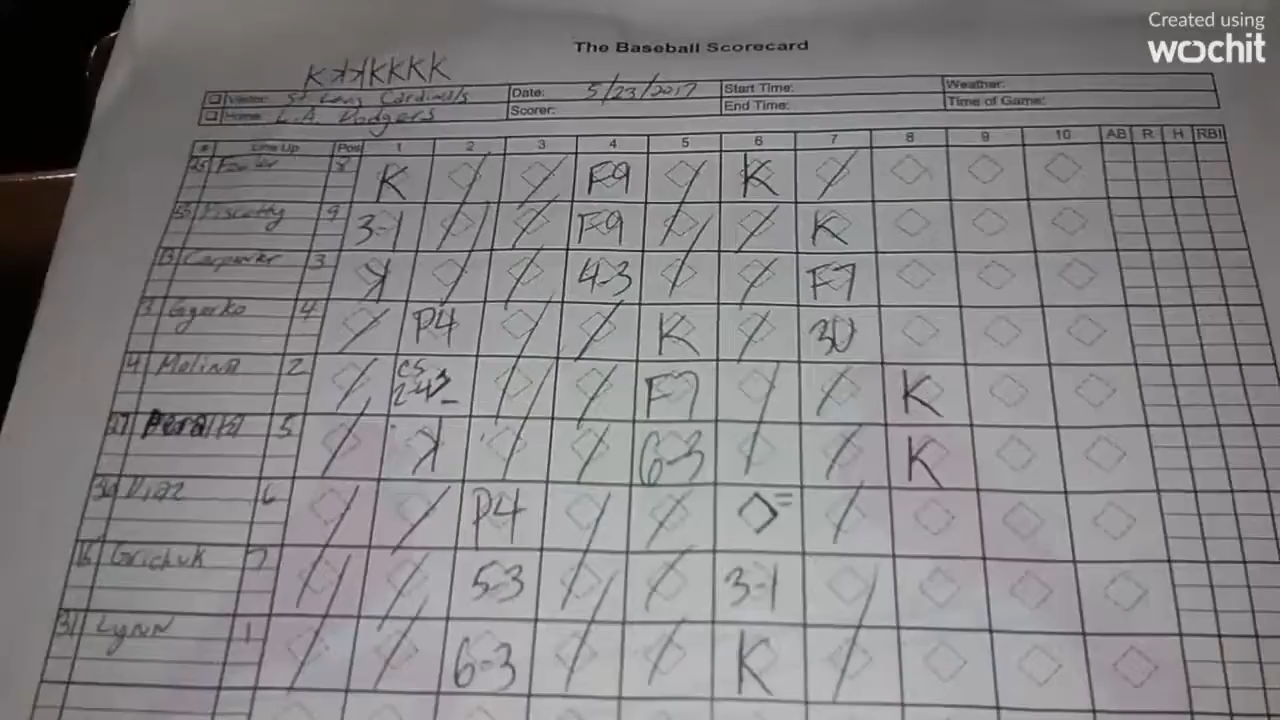 Created using
wochit
The Baseball Scorecard
KꓘꓘKKKK
Visitor: St. Louis Cardinals Date: 5/23/2017 Start Time: Weather:
Home: L.A. Dodgers Scorer: End Time: Time of Game:
# Line Up Pos 1 2 3 4 5 6 7 8 9 10 AB R H RBI
25 Fowler 8 K F9 K
55 Piscotty 9 3-1 F9 K
13 Carpenter 3 ꓘ 4-3 F7
3 Gyorko 4 P4 K 3U
4 Molina 2 CS 2-4 F7 K
27 Peralta 5 ꓘ 6-3 K
Diaz 6 P4 =
16 Grichuk 7 5-3 3-1
31 Lynn 1 6-3 K